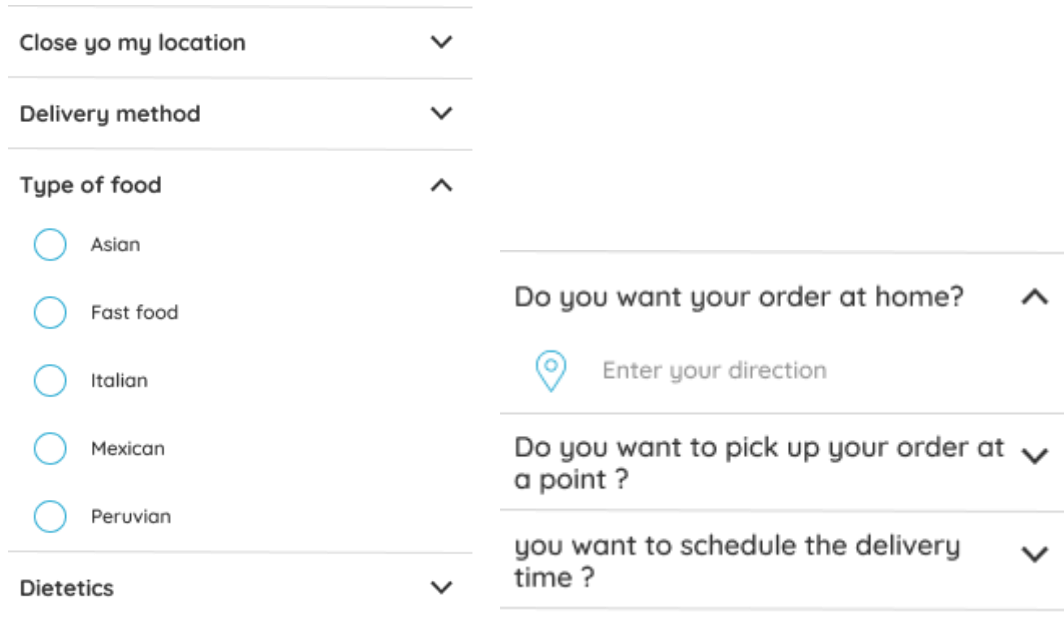 Close yo my location
Delivery method
Type of food
Asian
Fast food
Italian
Mexican
Peruvian
Dietetics
Do you want your order at home?
Enter your direction
Do you want to pick up your order at
a point ?
you want to schedule the delivery
time ?